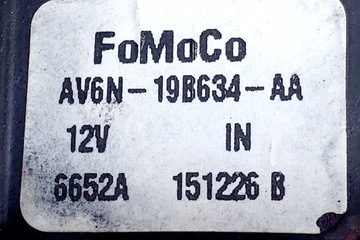 FoMoCo
AV6N-19B634-AA
12V IN
6652A 151226 B